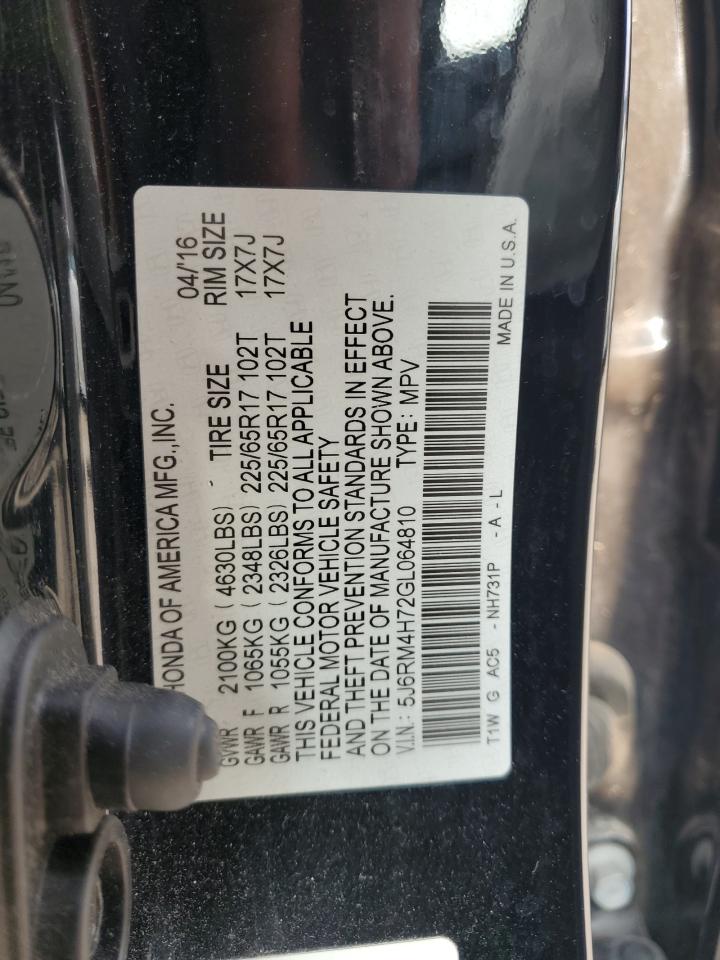 HONDA OF AMERICA MFG., INC. 04/'16
GVWR 2100KG ( 4630LBS) TIRE SIZE RIM SIZE
GAWR F 1065KG ( 2348LBS) 225/65R17 102T 17X7J
GAWR R 1055KG ( 2326LBS) 225/65R17 102T 17X7J
THIS VEHICLE CONFORMS TO ALL APPLICABLE
FEDERAL MOTOR VEHICLE SAFETY
AND THEFT PREVENTION STANDARDS IN EFFECT
ON THE DATE OF MANUFACTURE SHOWN ABOVE.
V.I.N.: 5J6RM4H72GL064810 TYPE: MPV
T1W G AC5 - NH731P - A - L MADE IN U.S.A.